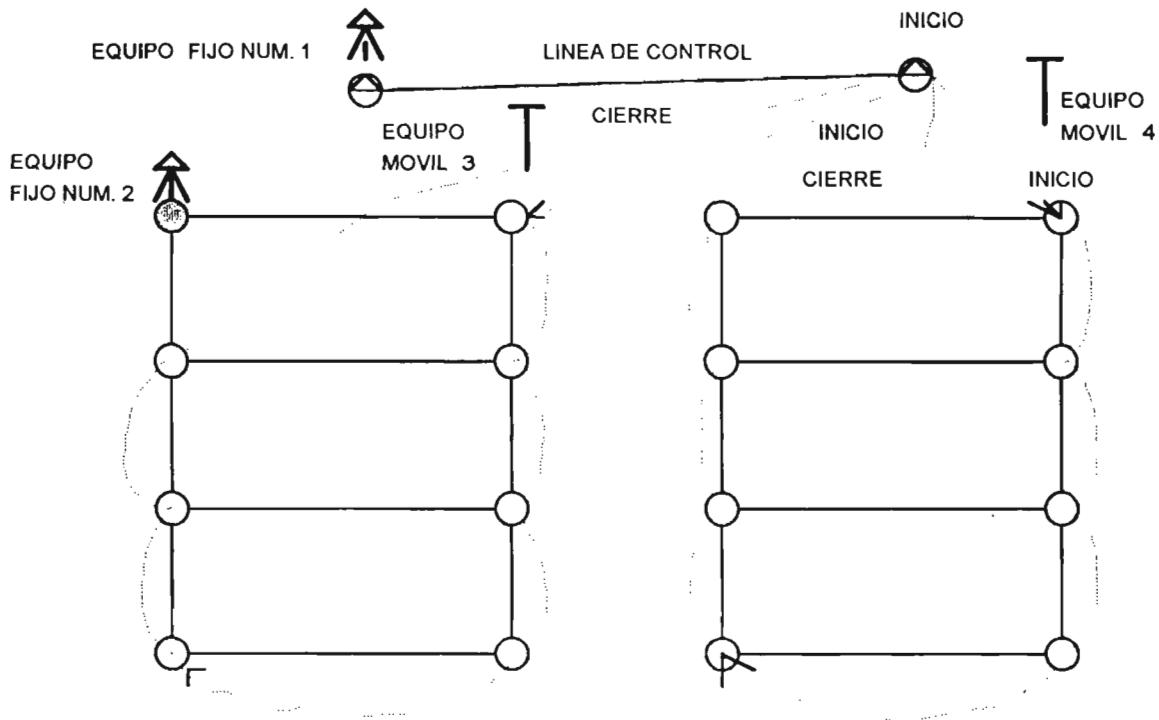 INICIO
EQUIPO FIJO NUM. 1
LINEA DE CONTROL
CIERRE
EQUIPO
MOVIL 3
INICIO
EQUIPO
MOVIL 4
EQUIPO
FIJO NUM. 2
CIERRE
INICIO